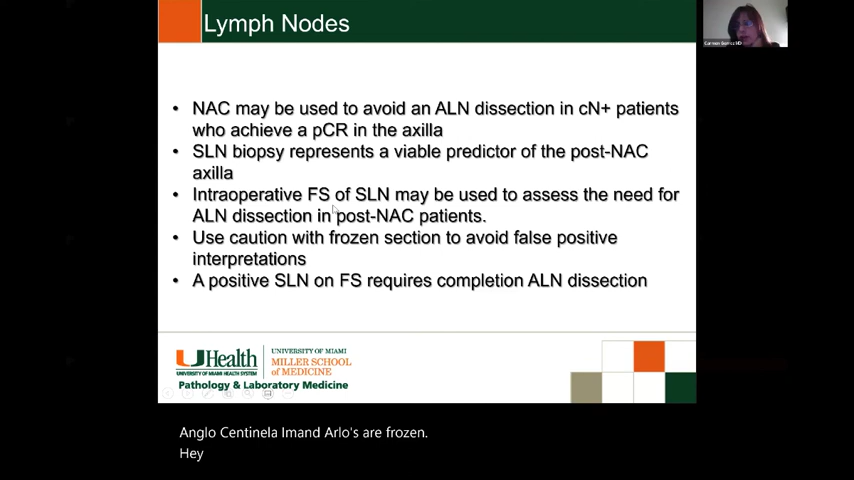 Lymph Nodes
• NAC may be used to avoid an ALN dissection in cN+ patients
who achieve a pCR in the axilla
• SLN biopsy represents a viable predictor of the post-NAC
axilla
• Intraoperative FS of SLN may be used to assess the need for
ALN dissection in post-NAC patients.
• Use caution with frozen section to avoid false positive
interpretations
• A positive SLN on FS requires completion ALN dissection
UHealth
UNIVERSITY OF MIAMI HEALTH SYSTEM
UNIVERSITY OF MIAMI
MILLER SCHOOL
of MEDICINE
Pathology & Laboratory Medicine
Anglo Centinela Imand Arlo's are frozen.
Hey